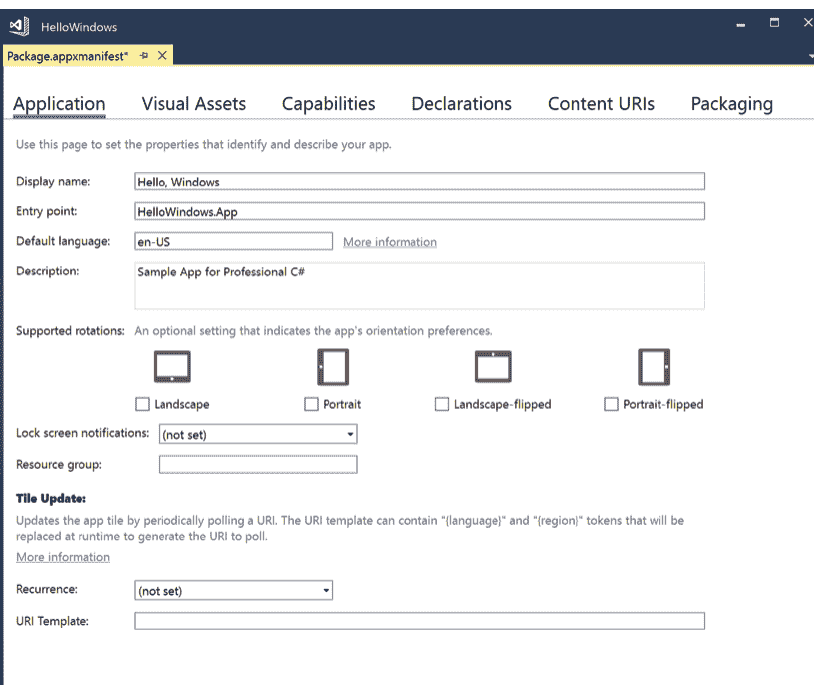 HelloWindows
Package.appxmanifest*
Application Visual Assets Capabilities Declarations Content URIs Packaging
Use this page to set the properties that identify and describe your app.
Display name: Hello, Windows
Entry point: HelloWindows.App
Default language: en-US More information
Description: Sample App for Professional C#
Supported rotations: An optional setting that indicates the app's orientation preferences.
Landscape Portrait Landscape-flipped Portrait-flipped
Lock screen notifications: (not set)
Resource group:
Tile Update:
Updates the app tile by periodically polling a URI. The URI template can contain "{language}" and "{region}" tokens that will be
replaced at runtime to generate the URI to poll.
More information
Recurrence: (not set)
URI Template: